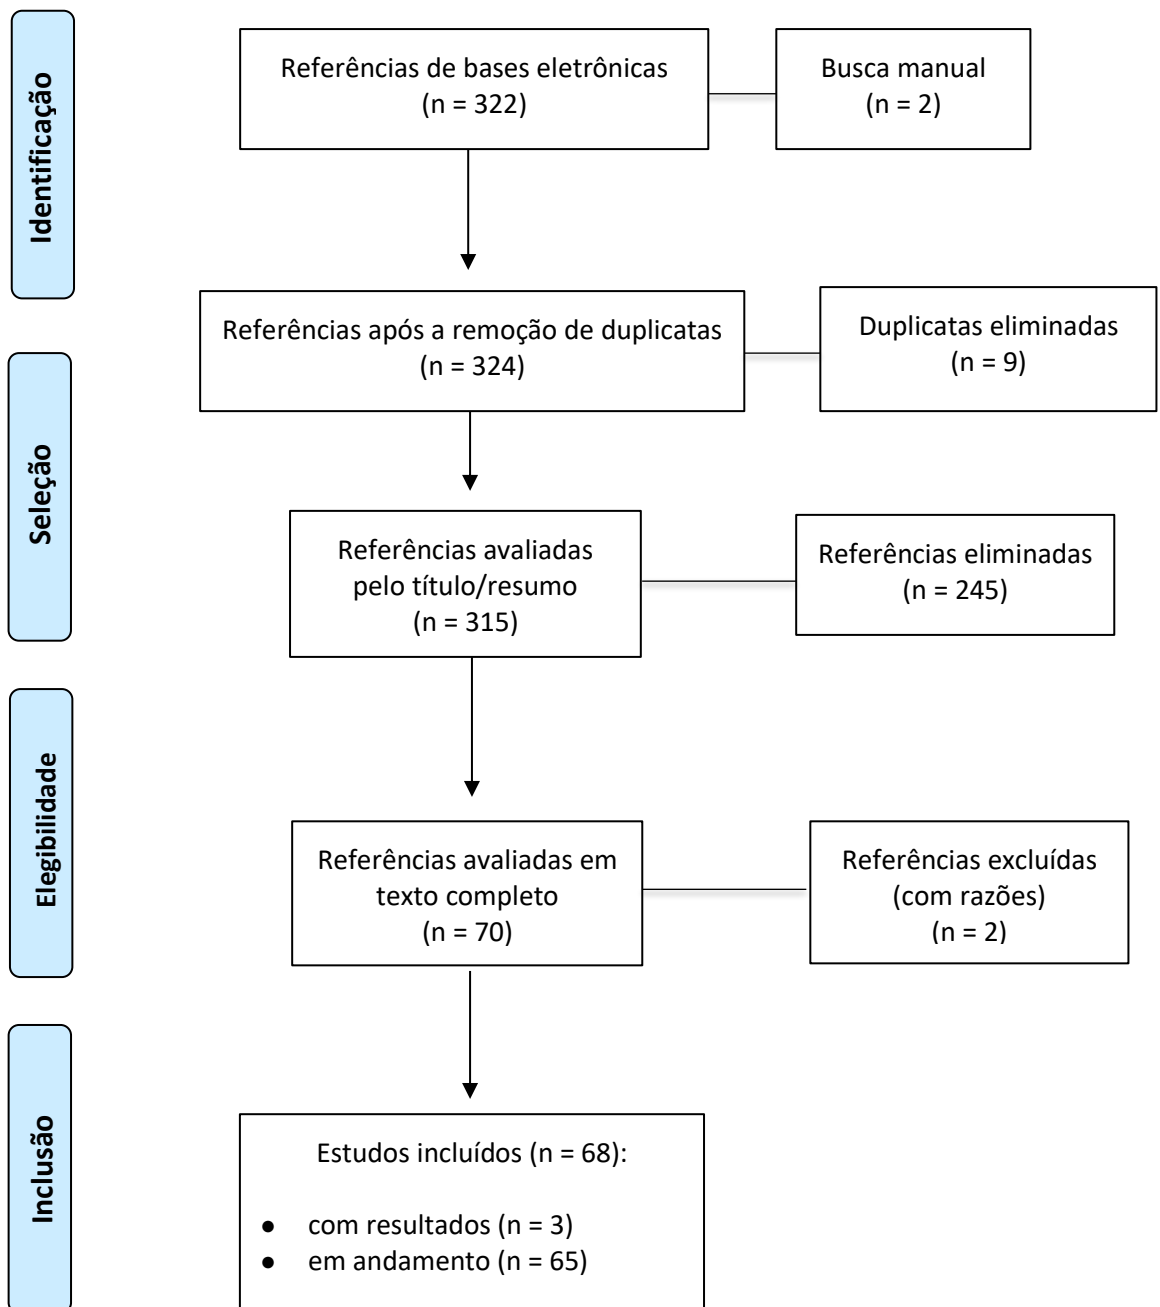 Identificação
Referências de bases eletrônicas
(n = 322)
Busca manual
(n = 2)
Referências após a remoção de duplicatas
(n = 324)
Duplicatas eliminadas
(n = 9)
Seleção
Referências avaliadas
pelo título/resumo
(n = 315)
Referências eliminadas
(n = 245)
Elegibilidade
Referências avaliadas em
texto completo
(n = 70)
Referências excluídas
(com razões)
(n = 2)
Inclusão
Estudos incluídos (n = 68):
● com resultados (n = 3)
● em andamento (n = 65)